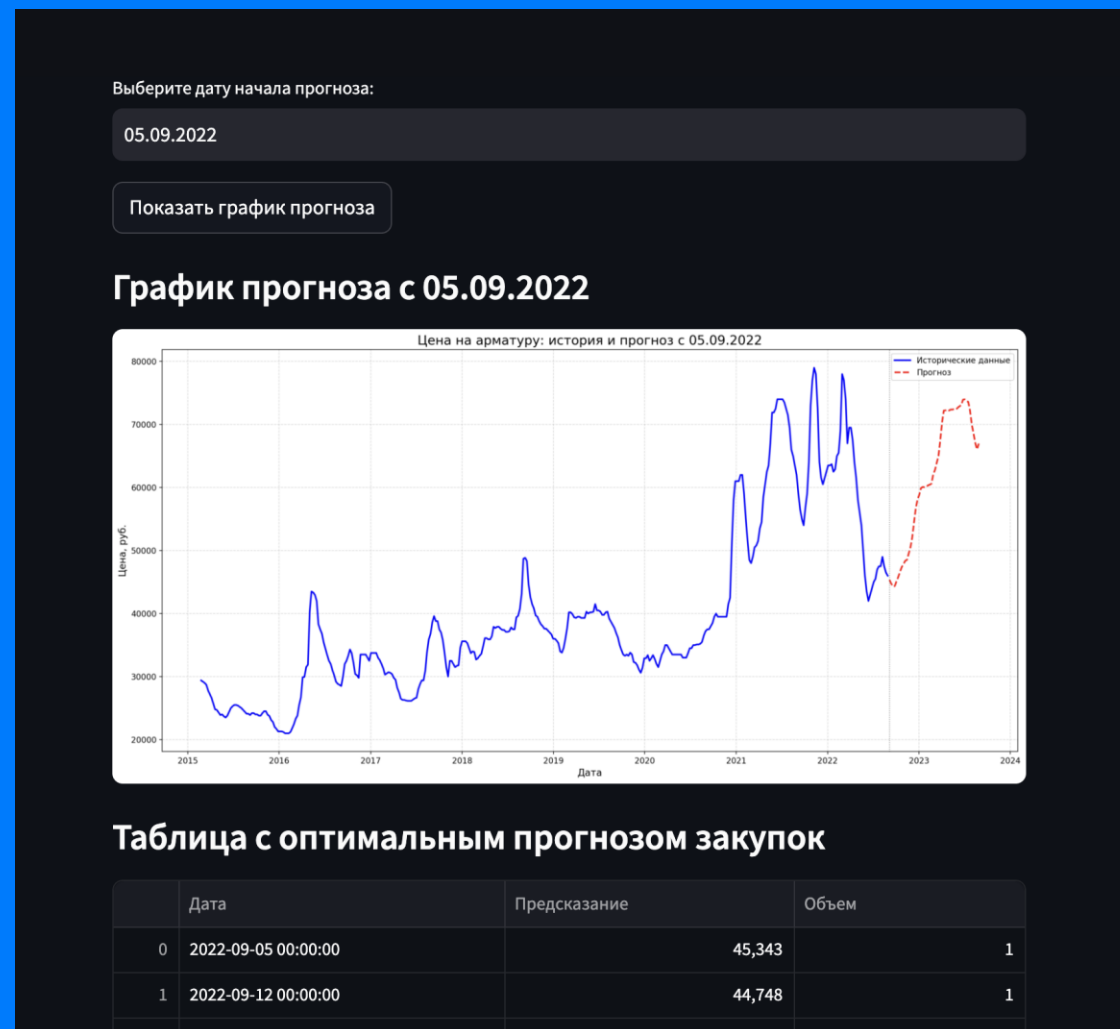 Выберите дату начала прогноза:
05.09.2022
Показать график прогноза
График прогноза с 05.09.2022
Цена на арматуру: история и прогноз с 05.09.2022
Исторические данные
Прогноз
80000
70000
60000
50000
40000
30000
20000
Цена, руб.
2015 2016 2017 2018 2019 2020 2021 2022 2023 2024
Дата
Таблица с оптимальным прогнозом закупок
Дата Предсказание Объем
0 2022-09-05 00:00:00 45,343 1
1 2022-09-12 00:00:00 44,748 1